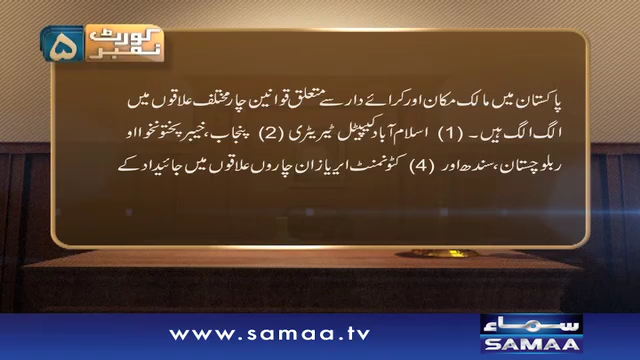 کورٹ نمبر ۵
پاکستان میں مالک مکان اور کرائے دار سے متعلق قوانین چار مختلف علاقوں میں
الگ الگ ہیں۔ (1) اسلام آباد کیپیٹل ٹیریٹری (2) پنجاب، خیبر پختونخوا او
ر بلوچستان، سندھ اور (4) کنٹونمنٹ ایریاز ان چاروں علاقوں میں جائیداد کے
www.samaa.tv
سماء
SAMAA